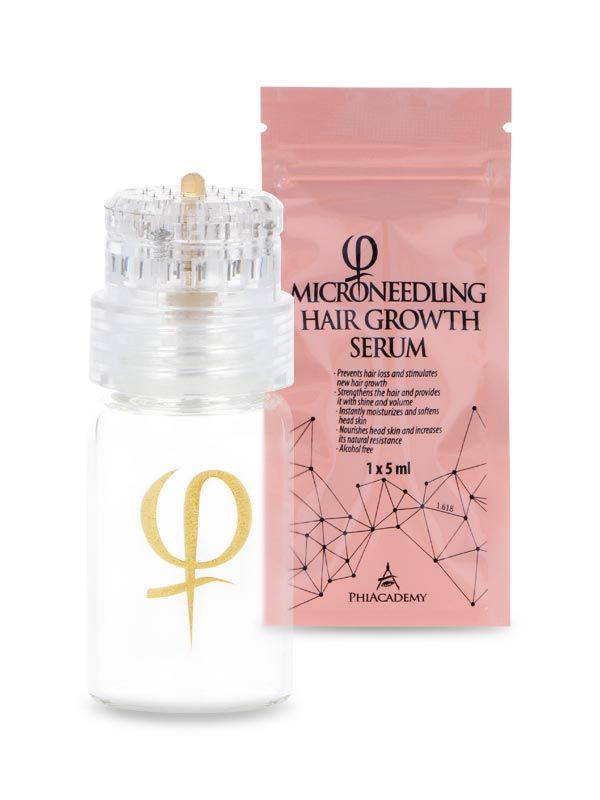 φ
MICRONEEDLING
HAIR GROWTH
SERUM
- Prevents hair loss and stimulates
new hair growth
- Strengthens the hair and provides
it with shine and volume
- Instantly moisturizes and softens
head skin
- Nourishes head skin and increases
its natural resistance
- Alcohol free
1 x 5 ml
1.618
PHIACADEMY
φ